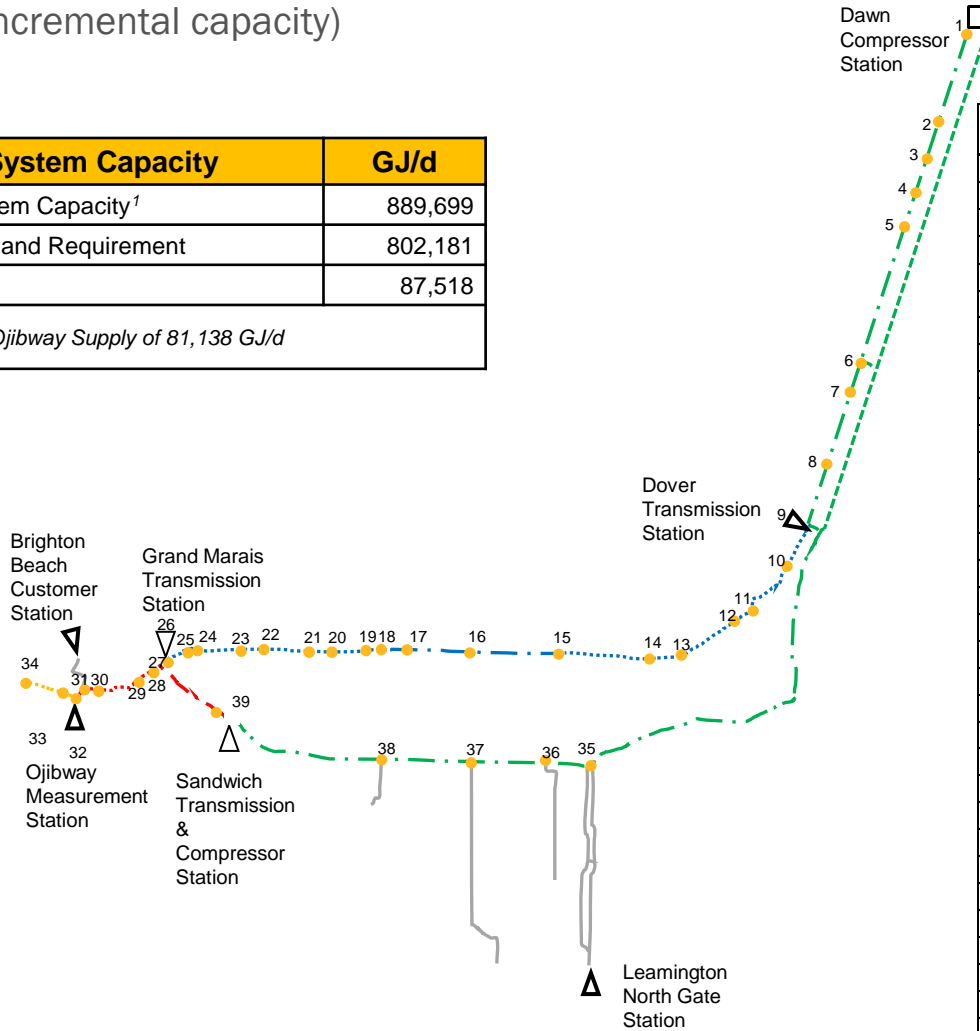 ncremental capacity)
System Capacity GJ/d
em Capacity1 889,699
and Requirement 802,181
87,518
Ojibway Supply of 81,138 GJ/d
Dawn
Compressor
Station
1
2
3
4
5
6
7
8
Dover
Transmission
Station
9
10
11
12
13
14
15
16
17
18
19
20
21
22
23
24
25
26
Grand Marais
Transmission
Station
Brighton
Beach
Customer
Station
27
28
29
30
31
32
33
34
Ojibway
Measurement
Station
39
Sandwich
Transmission
&
Compressor
Station
38
37
36
35
Leamington
North Gate
Station